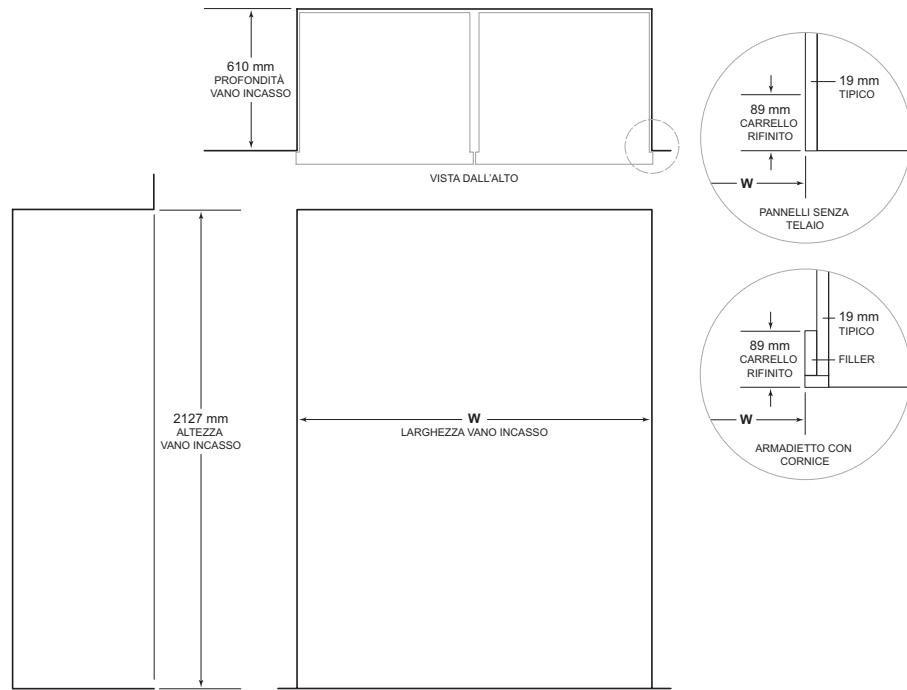 610 mm
PROFONDITÀ
VANO INCASSO
VISTA DALL'ALTO
19 mm
TIPICO
89 mm
CARRELLO
RIFINITO
W
PANNELLI SENZA
TELAIO
19 mm
TIPICO
89 mm
CARRELLO
RIFINITO
FILLER
W
ARMADIETTO CON
CORNICE
2127 mm
ALTEZZA
VANO INCASSO
W
LARGHEZZA VANO INCASSO